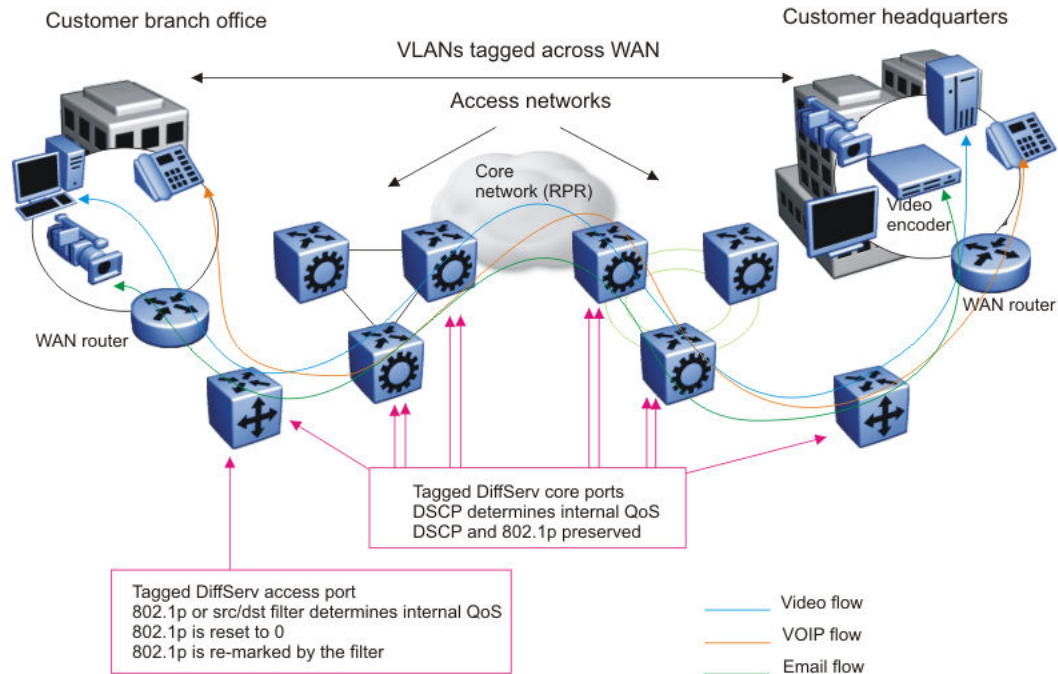 Customer branch office
Customer headquarters
VLANs tagged across WAN
Access networks
Core
network (RPR)
Video
encoder
WAN router
WAN router
Tagged DiffServ core ports
DSCP determines internal QoS
DSCP and 802.1p preserved
Tagged DiffServ access port
802.1p or src/dst filter determines internal QoS
802.1p is reset to 0
802.1p is re-marked by the filter
Video flow
VOIP flow
Email flow